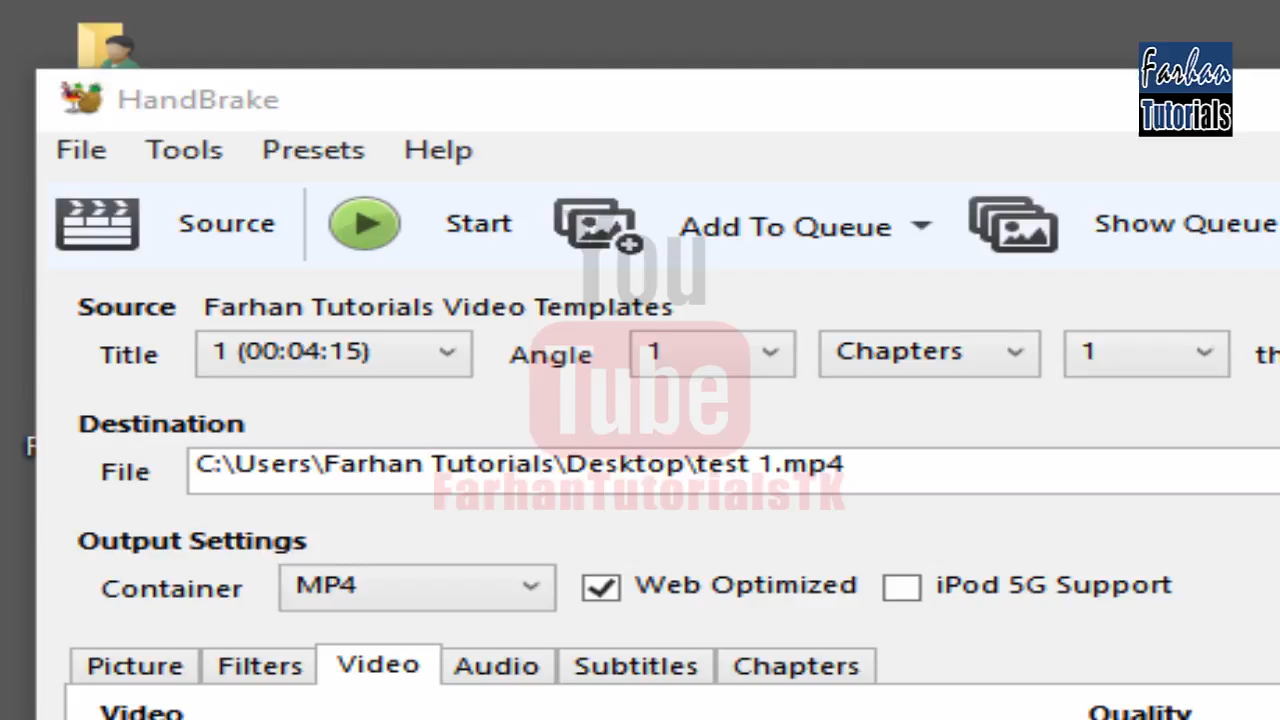 Farhan
Tutorials
HandBrake
File Tools Presets Help
Source Start Add To Queue Show Queue
You
Source Farhan Tutorials Video Templates
Title 1 (00:04:15) Angle 1 Chapters 1 th
Tube
Destination
File C:\Users\Farhan Tutorials\Desktop\test 1.mp4
FarhanTutorialsTK
Output Settings
Container MP4 Web Optimized iPod 5G Support
Picture Filters Video Audio Subtitles Chapters
Video Quality